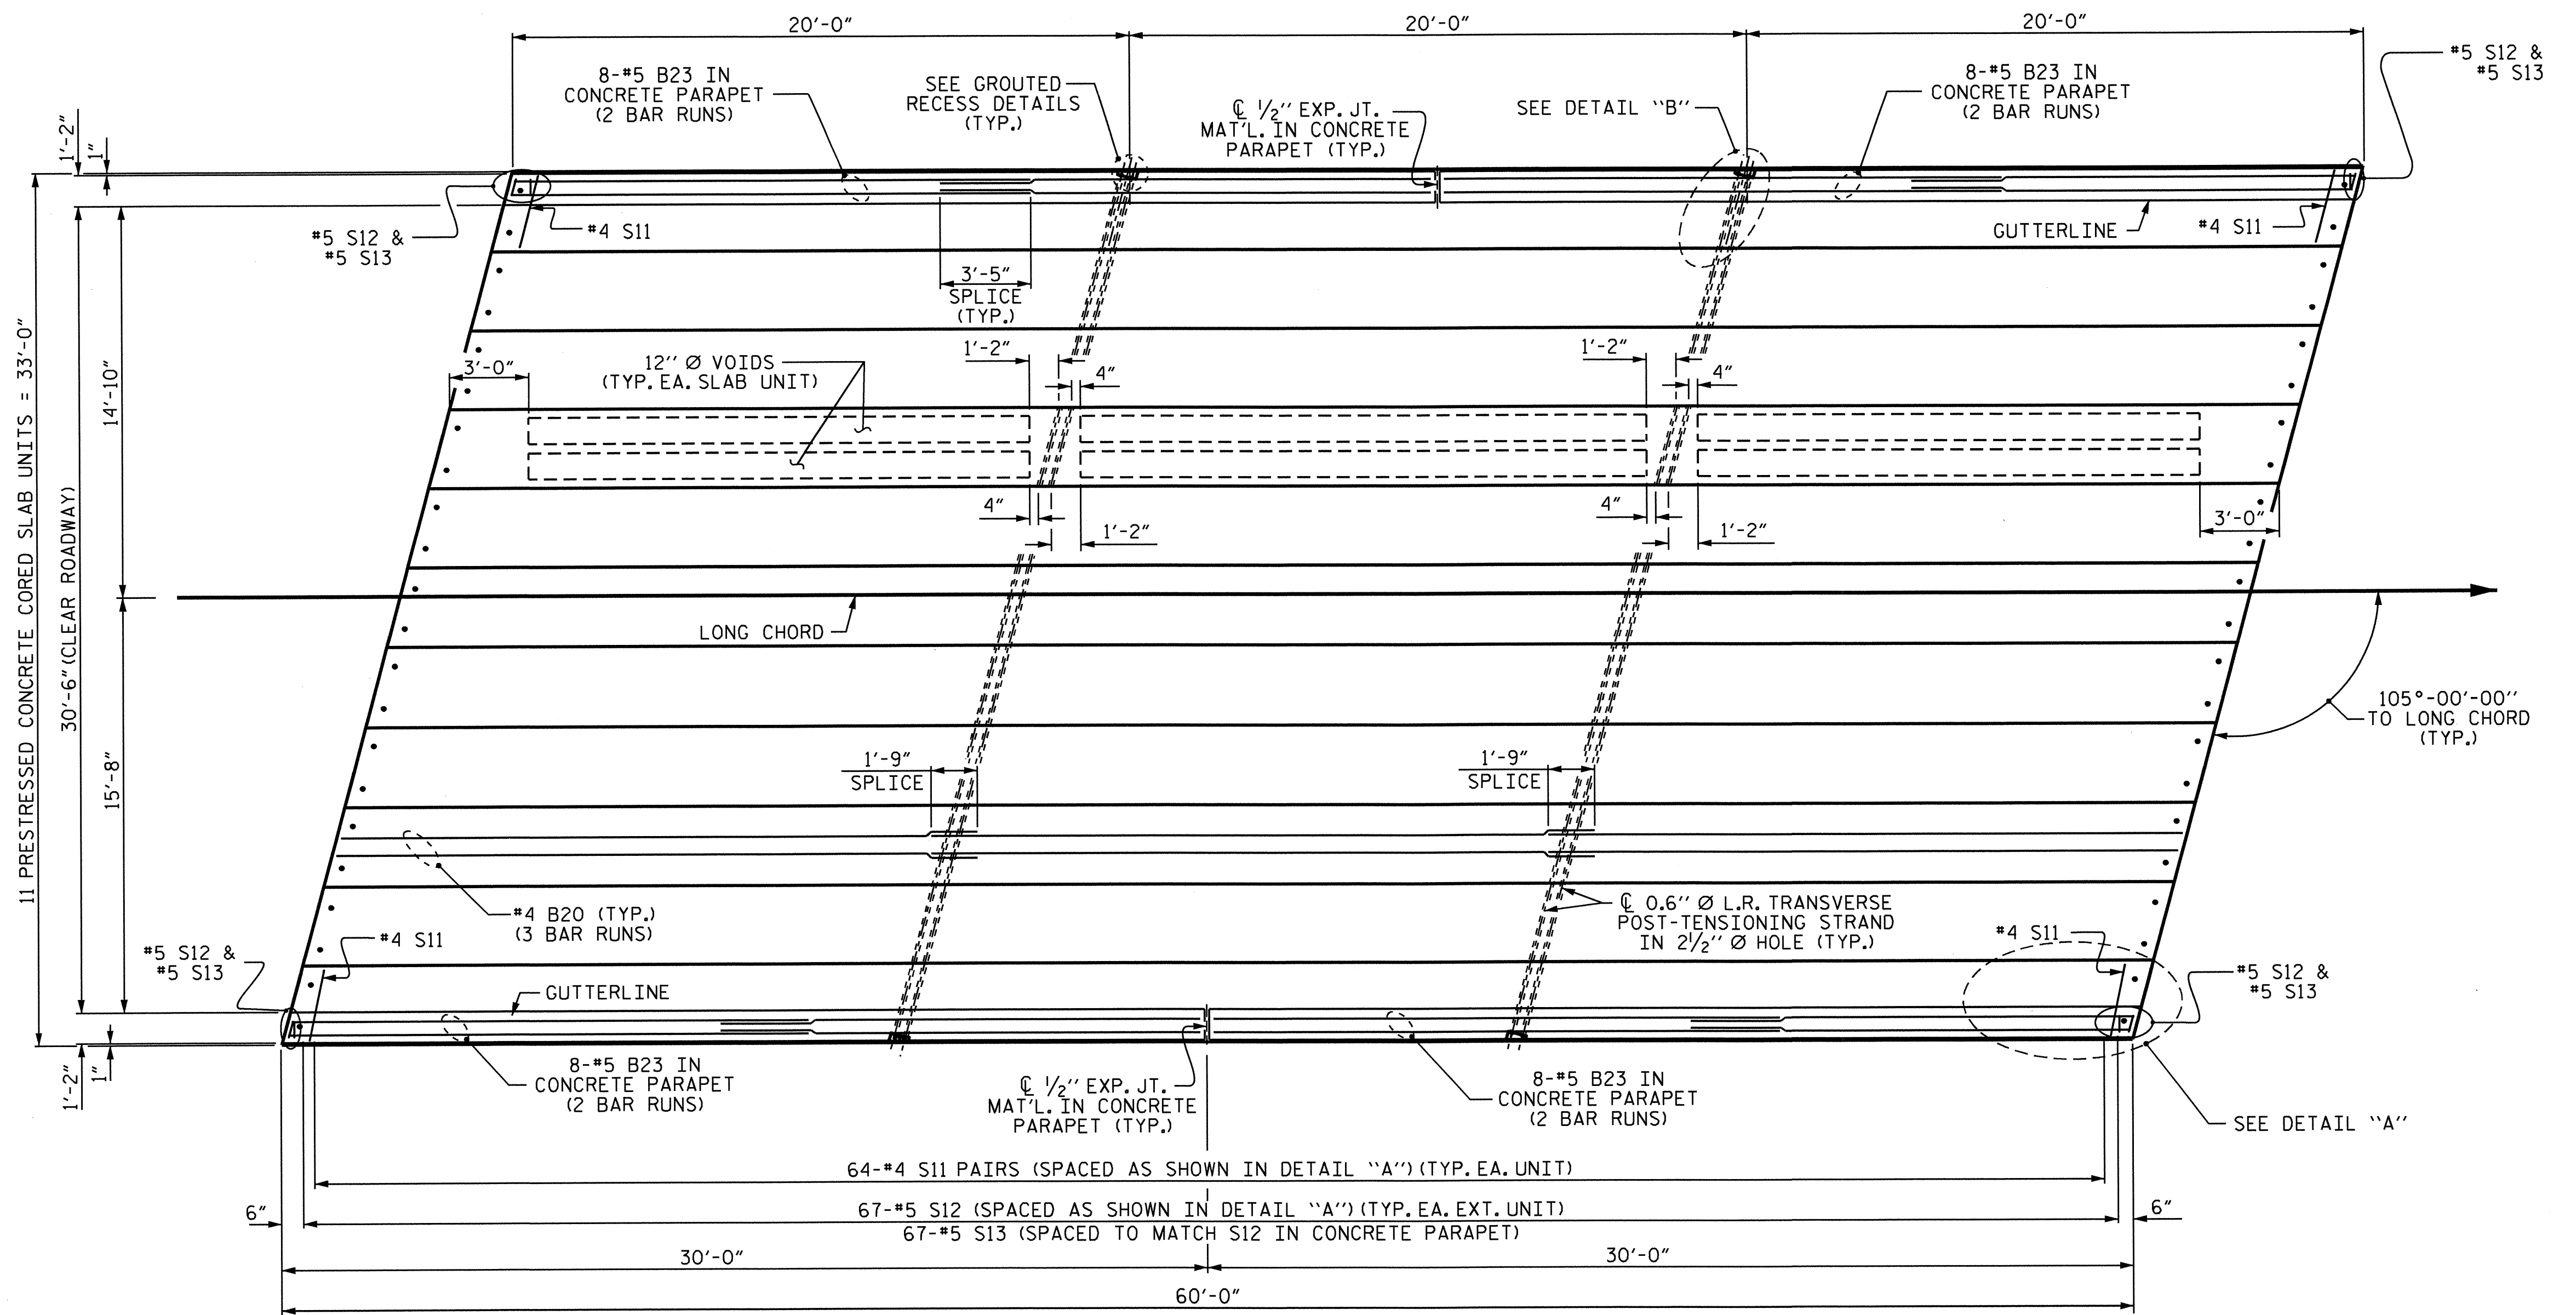 20'-0"
20'-0"
20'-0"
#5 S12 &
#5 S13
8-#5 B23 IN
CONCRETE PARAPET
(2 BAR RUNS)
SEE GROUTED
RECESS DETAILS
(TYP.)
℄ 1/2" EXP. JT.
MAT'L. IN CONCRETE
PARAPET (TYP.)
SEE DETAIL "B"
8-#5 B23 IN
CONCRETE PARAPET
(2 BAR RUNS)
1'-2"
1"
#5 S12 &
#5 S13
#4 S11
3'-5"
SPLICE
(TYP.)
GUTTERLINE
#4 S11
11 PRESTRESSED CONCRETE CORED SLAB UNITS = 33'-0"
30'-6" (CLEAR ROADWAY)
14'-10"
15'-8"
3'-0"
12" Ø VOIDS
(TYP. EA. SLAB UNIT)
1'-2"
4"
1'-2"
4"
4"
1'-2"
4"
1'-2"
3'-0"
LONG CHORD
105°-00'-00"
TO LONG CHORD
(TYP.)
1'-9"
SPLICE
1'-9"
SPLICE
#4 B20 (TYP.)
(3 BAR RUNS)
℄ 0.6" Ø L.R. TRANSVERSE
POST-TENSIONING STRAND
IN 2 1/2" Ø HOLE (TYP.)
#5 S12 &
#5 S13
#4 S11
#4 S11
#5 S12 &
#5 S13
GUTTERLINE
1'-2"
1"
8-#5 B23 IN
CONCRETE PARAPET
(2 BAR RUNS)
℄ 1/2" EXP. JT.
MAT'L. IN CONCRETE
PARAPET (TYP.)
8-#5 B23 IN
CONCRETE PARAPET
(2 BAR RUNS)
SEE DETAIL "A"
64-#4 S11 PAIRS (SPACED AS SHOWN IN DETAIL "A") (TYP. EA. UNIT)
6"
67-#5 S12 (SPACED AS SHOWN IN DETAIL "A") (TYP. EA. EXT. UNIT)
6"
67-#5 S13 (SPACED TO MATCH S12 IN CONCRETE PARAPET)
30'-0"
30'-0"
60'-0"